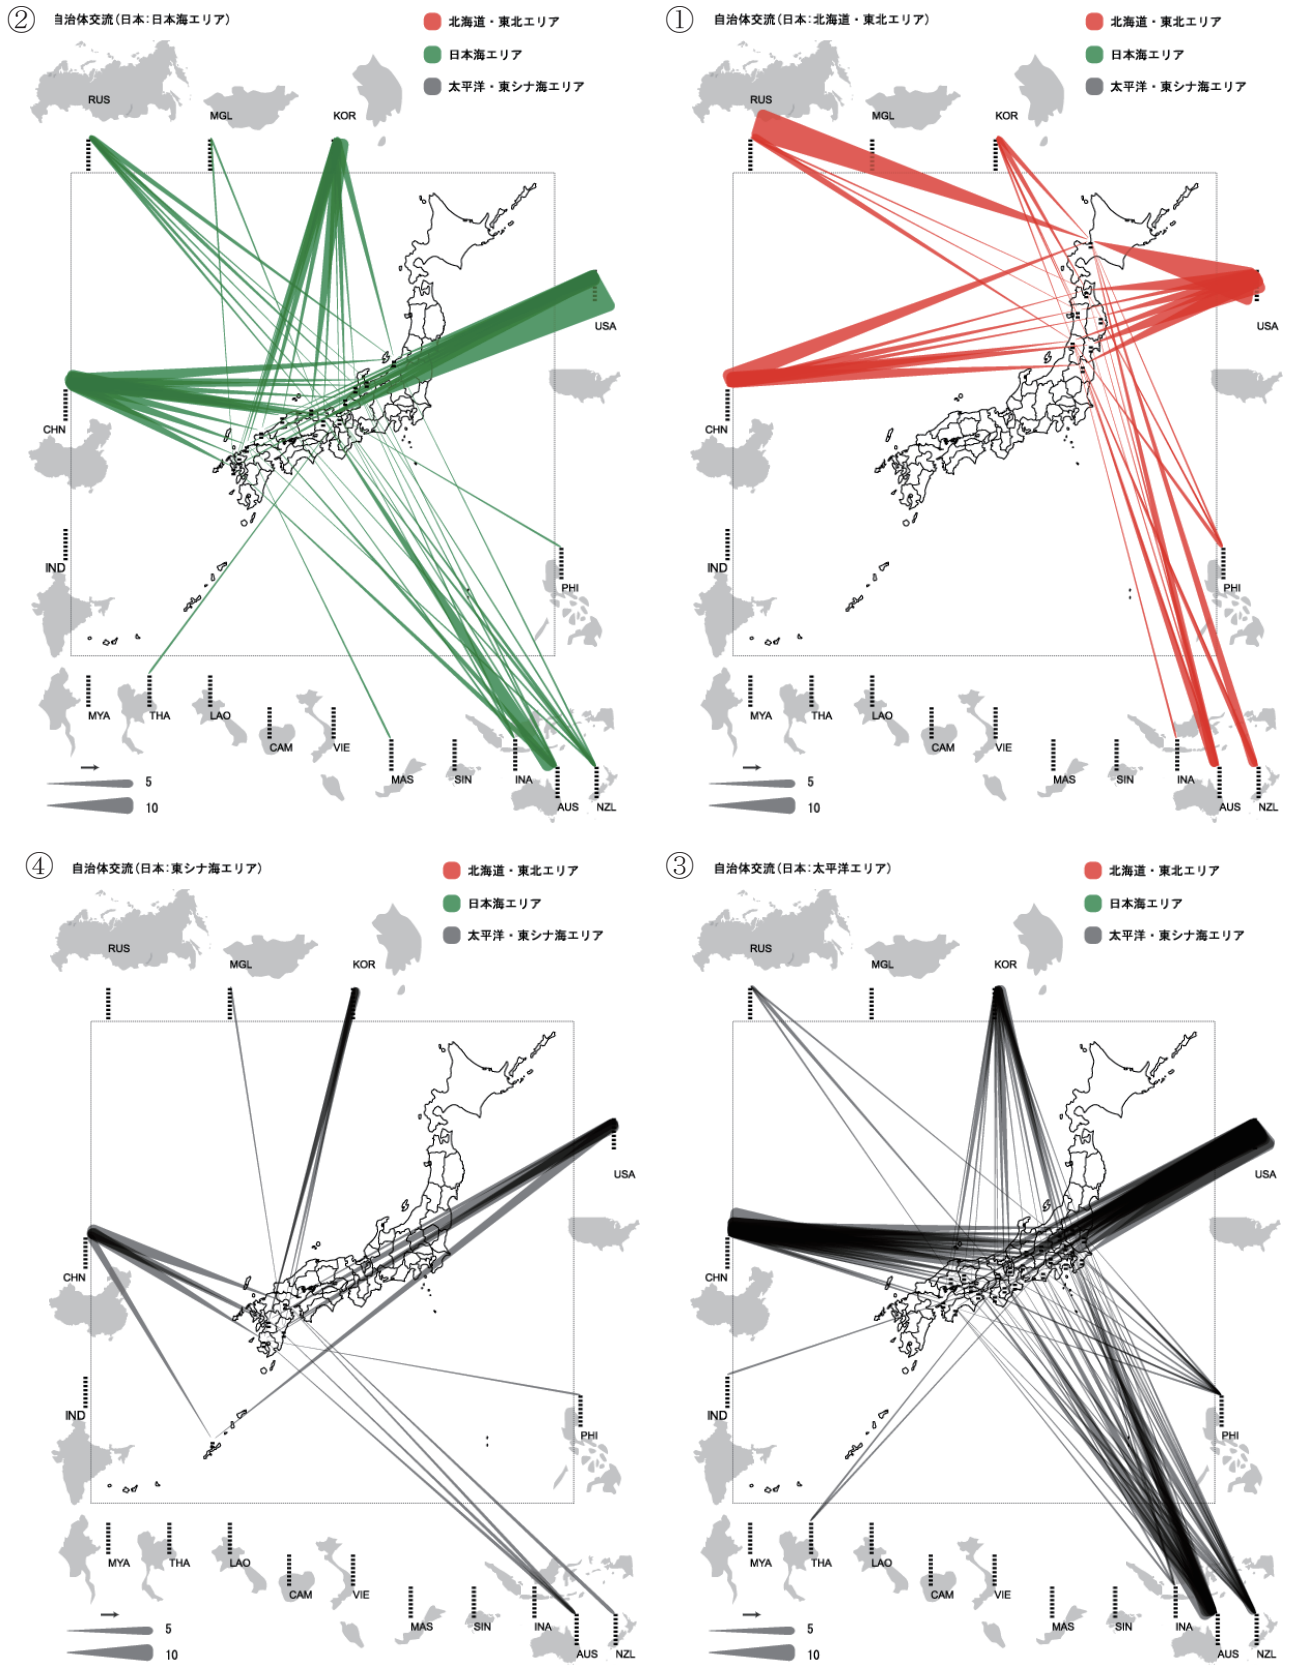 ②
自治体交流(日本:日本海エリア)
北海道・東北エリア
日本海エリア
太平洋・東シナ海エリア
RUS
MGL
KOR
USA
CHN
IND
PHI
MYA
THA
LAO
CAM
VIE
MAS
SIN
INA
AUS
NZL
5
10
①
自治体交流(日本:北海道・東北エリア)
北海道・東北エリア
日本海エリア
太平洋・東シナ海エリア
RUS
MGL
KOR
USA
CHN
IND
PHI
MYA
THA
LAO
CAM
VIE
MAS
SIN
INA
AUS
NZL
5
10
④
自治体交流(日本:東シナ海エリア)
北海道・東北エリア
日本海エリア
太平洋・東シナ海エリア
RUS
MGL
KOR
USA
CHN
IND
PHI
MYA
THA
LAO
CAM
VIE
MAS
SIN
INA
AUS
NZL
5
10
③
自治体交流(日本:太平洋エリア)
北海道・東北エリア
日本海エリア
太平洋・東シナ海エリア
RUS
MGL
KOR
USA
CHN
IND
PHI
MYA
THA
LAO
CAM
VIE
MAS
SIN
INA
AUS
NZL
5
10